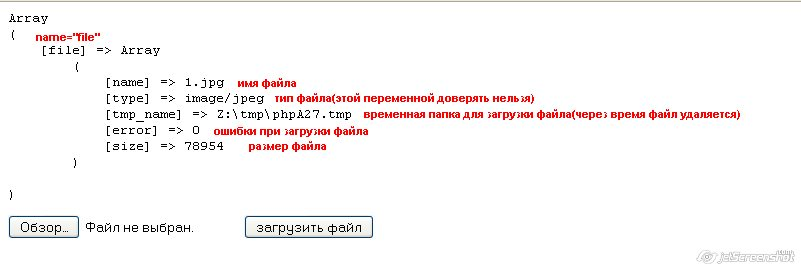 Array
( name="file"
[file] => Array
(
[name] => 1.jpg имя файла
[type] => image/jpeg тип файла(этой переменной доверять нельзя)
[tmp_name] => Z:\tmp\phpA27.tmp временная папка для загрузки файла(через время файл удаляется)
[error] => 0 ошибки при загрузки файла
[size] => 78954 размер файла
)
)
Обзор... Файл не выбран. загрузить файл
jetScreenshot